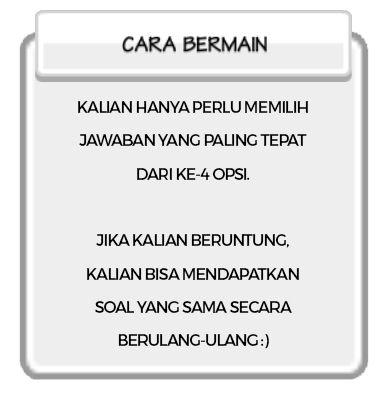 CARA BERMAIN
KALIAN HANYA PERLU MEMILIH
JAWABAN YANG PALING TEPAT
DARI KE-4 OPSI.
JIKA KALIAN BERUNTUNG,
KALIAN BISA MENDAPATKAN
SOAL YANG SAMA SECARA
BERULANG-ULANG :)